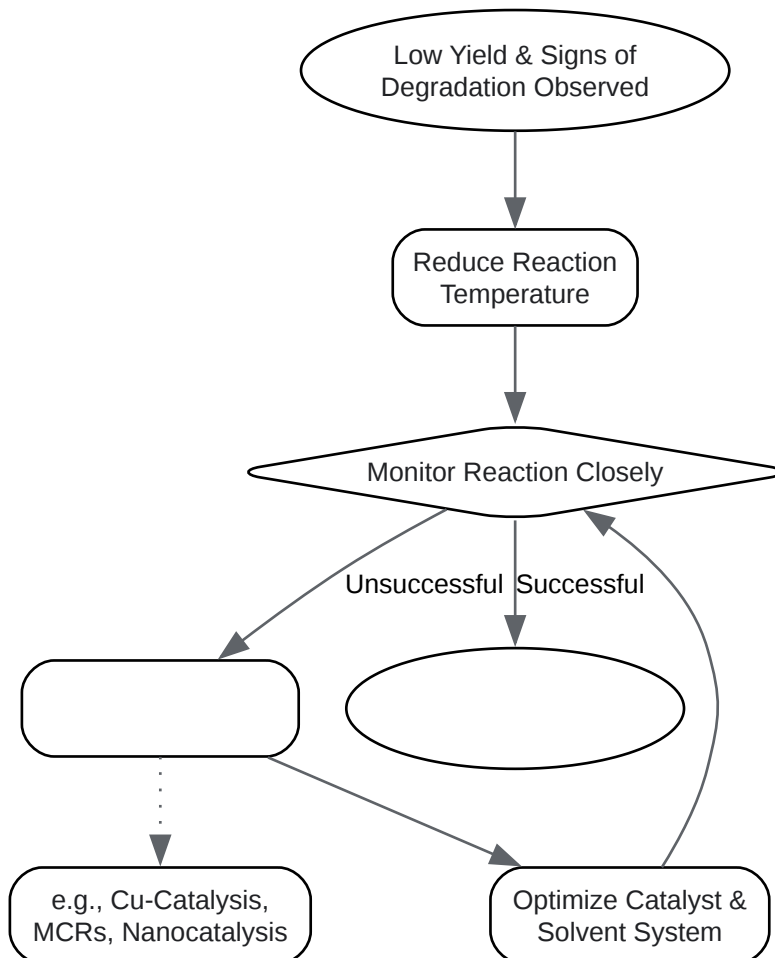 Low Yield & Signs of
Degradation Observed
Reduce Reaction
Temperature
Monitor Reaction Closely
Unsuccessful
Successful
e.g., Cu-Catalysis,
MCRs, Nanocatalysis
Optimize Catalyst &
Solvent System